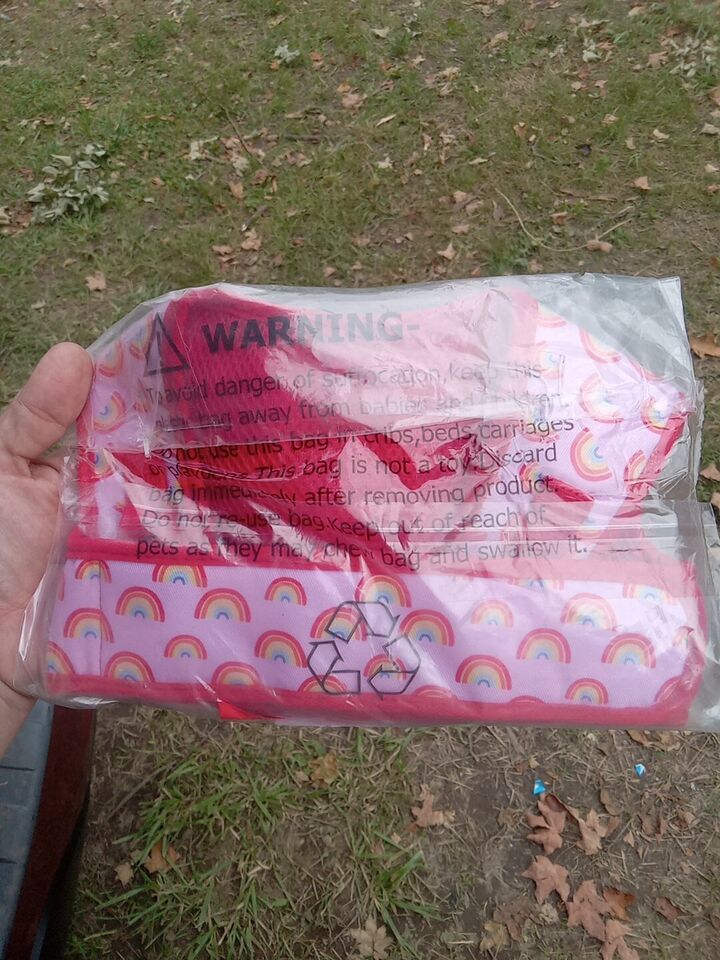 WARNING-
To avoid danger of suffocation, keep this
bag away from babies and children.
not use this bag in cribs,beds,carriages
or playpens. This bag is not a toy. Discard
bag immediately after removing product.
Do not re-use bag.Keep out of reach of
pets as they may chew bag and swallow it.